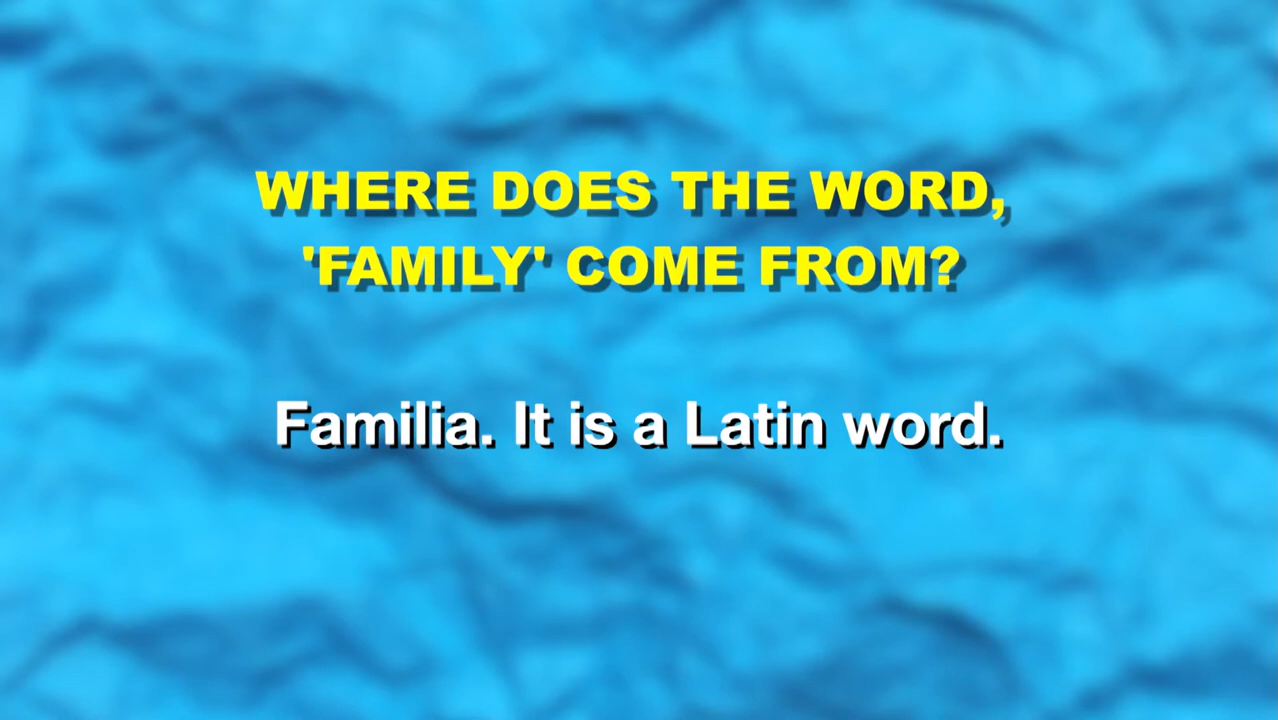 WHERE DOES THE WORD,
'FAMILY' COME FROM?
Familia. It is a Latin word.